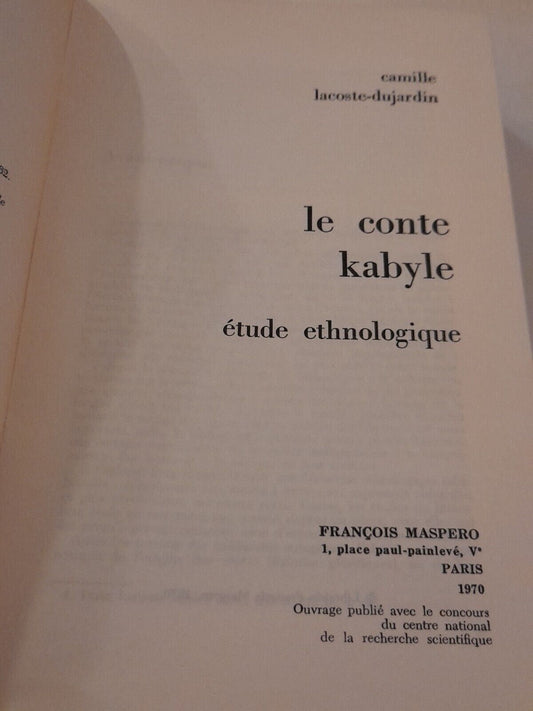 camille
lacoste-dujardin
le conte
kabyle
étude ethnologique
FRANÇOIS MASPERO
1, place paul-painlevé, Vᵉ
PARIS
1970
Ouvrage publié avec le concours
du centre national
de la recherche scientifique